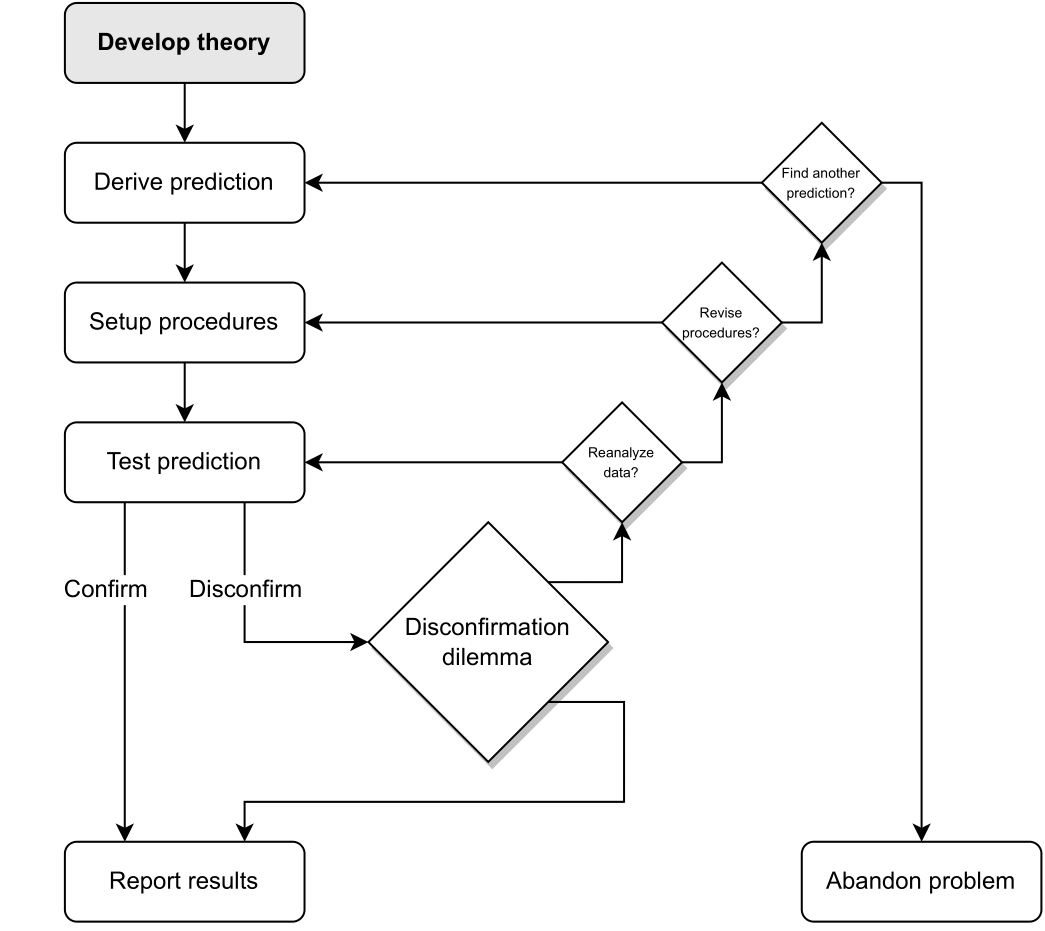 Develop theory
Derive prediction
Find another
prediction?
Setup procedures
Revise
procedures?
Test prediction
Reanalyze
data?
Confirm
Disconfirm
Disconfirmation
dilemma
Report results
Abandon problem